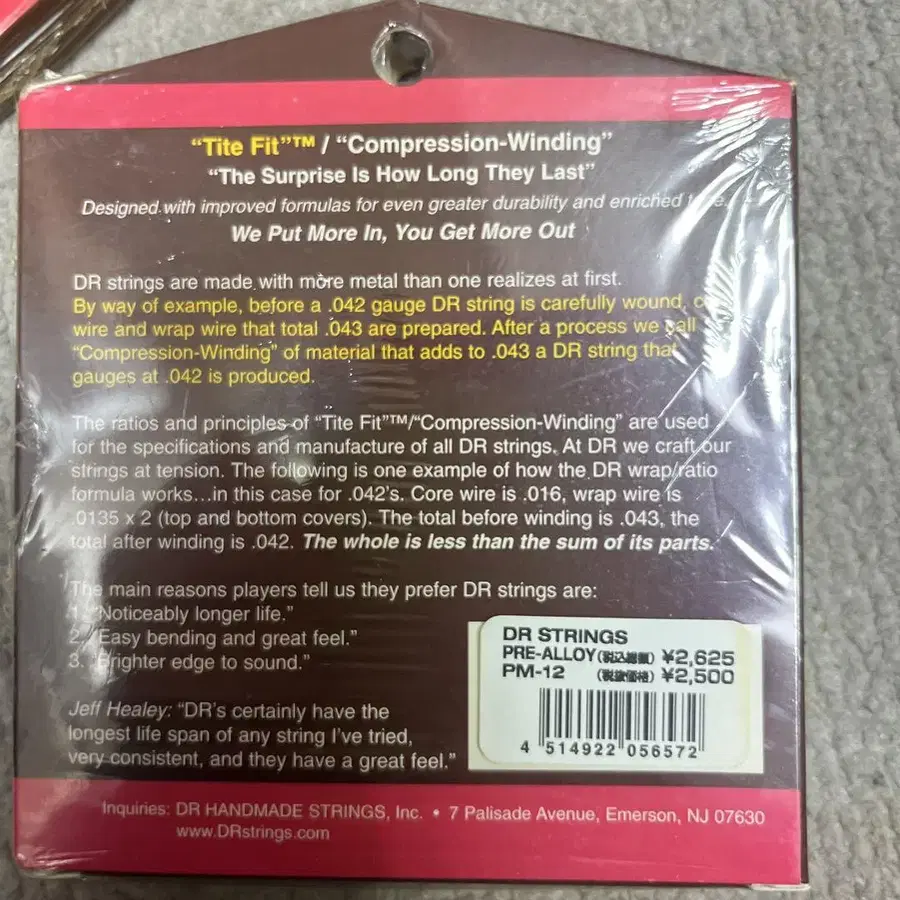 “Tite Fit”™ / “Compression-Winding”
“The Surprise Is How Long They Last”
Designed with improved formulas for even greater durability and enriched
We Put More In, You Get More Out
DR strings are made with more metal than one realizes at first.
By way of example, before a .042 gauge DR string is carefully wound,
wire and wrap wire that total .043 are prepared. After a process we call
“Compression-Winding” of material that adds to .043 a DR string that
gauges at .042 is produced.
The ratios and principles of “Tite Fit”™/“Compression-Winding” are used
for the specifications and manufacture of all DR strings. At DR we craft our
strings at tension. The following is one example of how the DR wrap/ratio
formula works...in this case for .042's. Core wire is .016, wrap wire is
.0135 x 2 (top and bottom covers). The total before winding is .043, the
total after winding is .042. The whole is less than the sum of its parts.
The main reasons players tell us they prefer DR strings are:
1. “Noticeably longer life.”
2. “Easy bending and great feel.”
3. “Brighter edge to sound.”
Jeff Healey: “DR's certainly have the
longest life span of any string I've tried,
very consistent, and they have a great feel.”
DR STRINGS
PRE-ALLOY(税込総額) ¥2,625
PM-12 (税抜価格) ¥2,500
4 514922 056572
Inquiries: DR HANDMADE STRINGS, Inc. • 7 Palisade Avenue, Emerson, NJ 07630
www.DRstrings.com